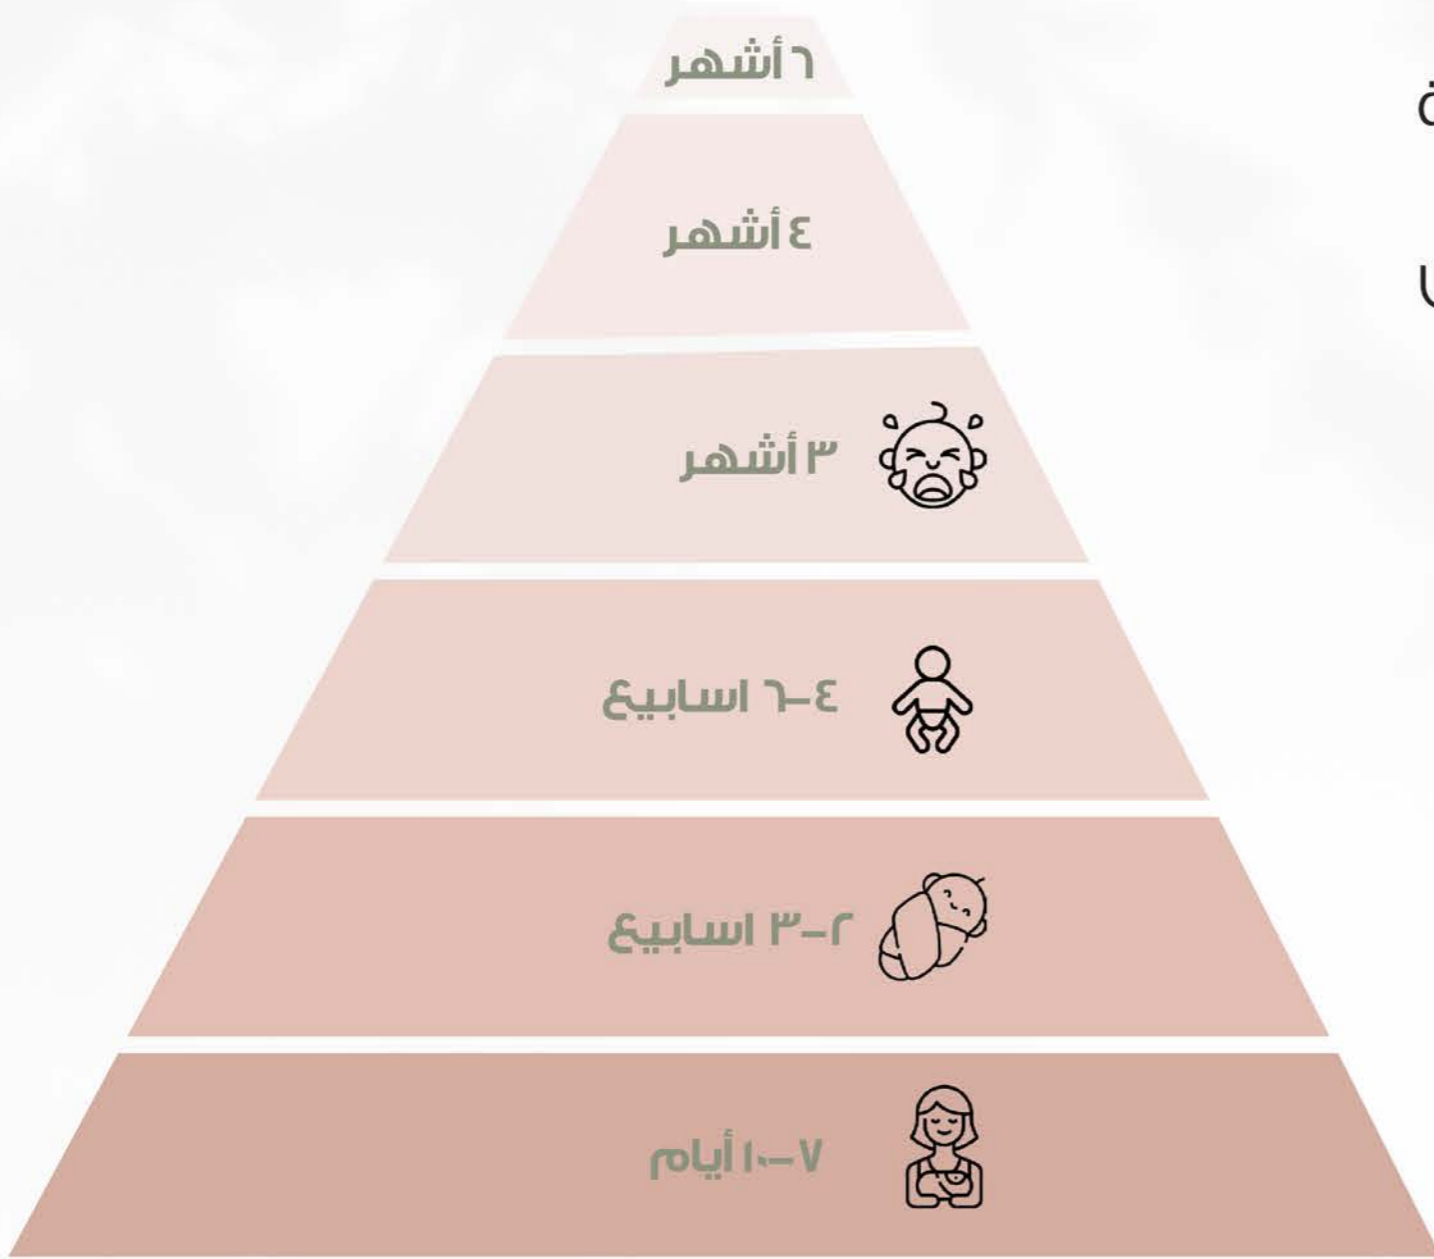 ٦ أشهر
٤ أشهر
٣ أشهر
٤-٦ اسابيع
٢-٣ اسابيع
٧-١٠ أيام